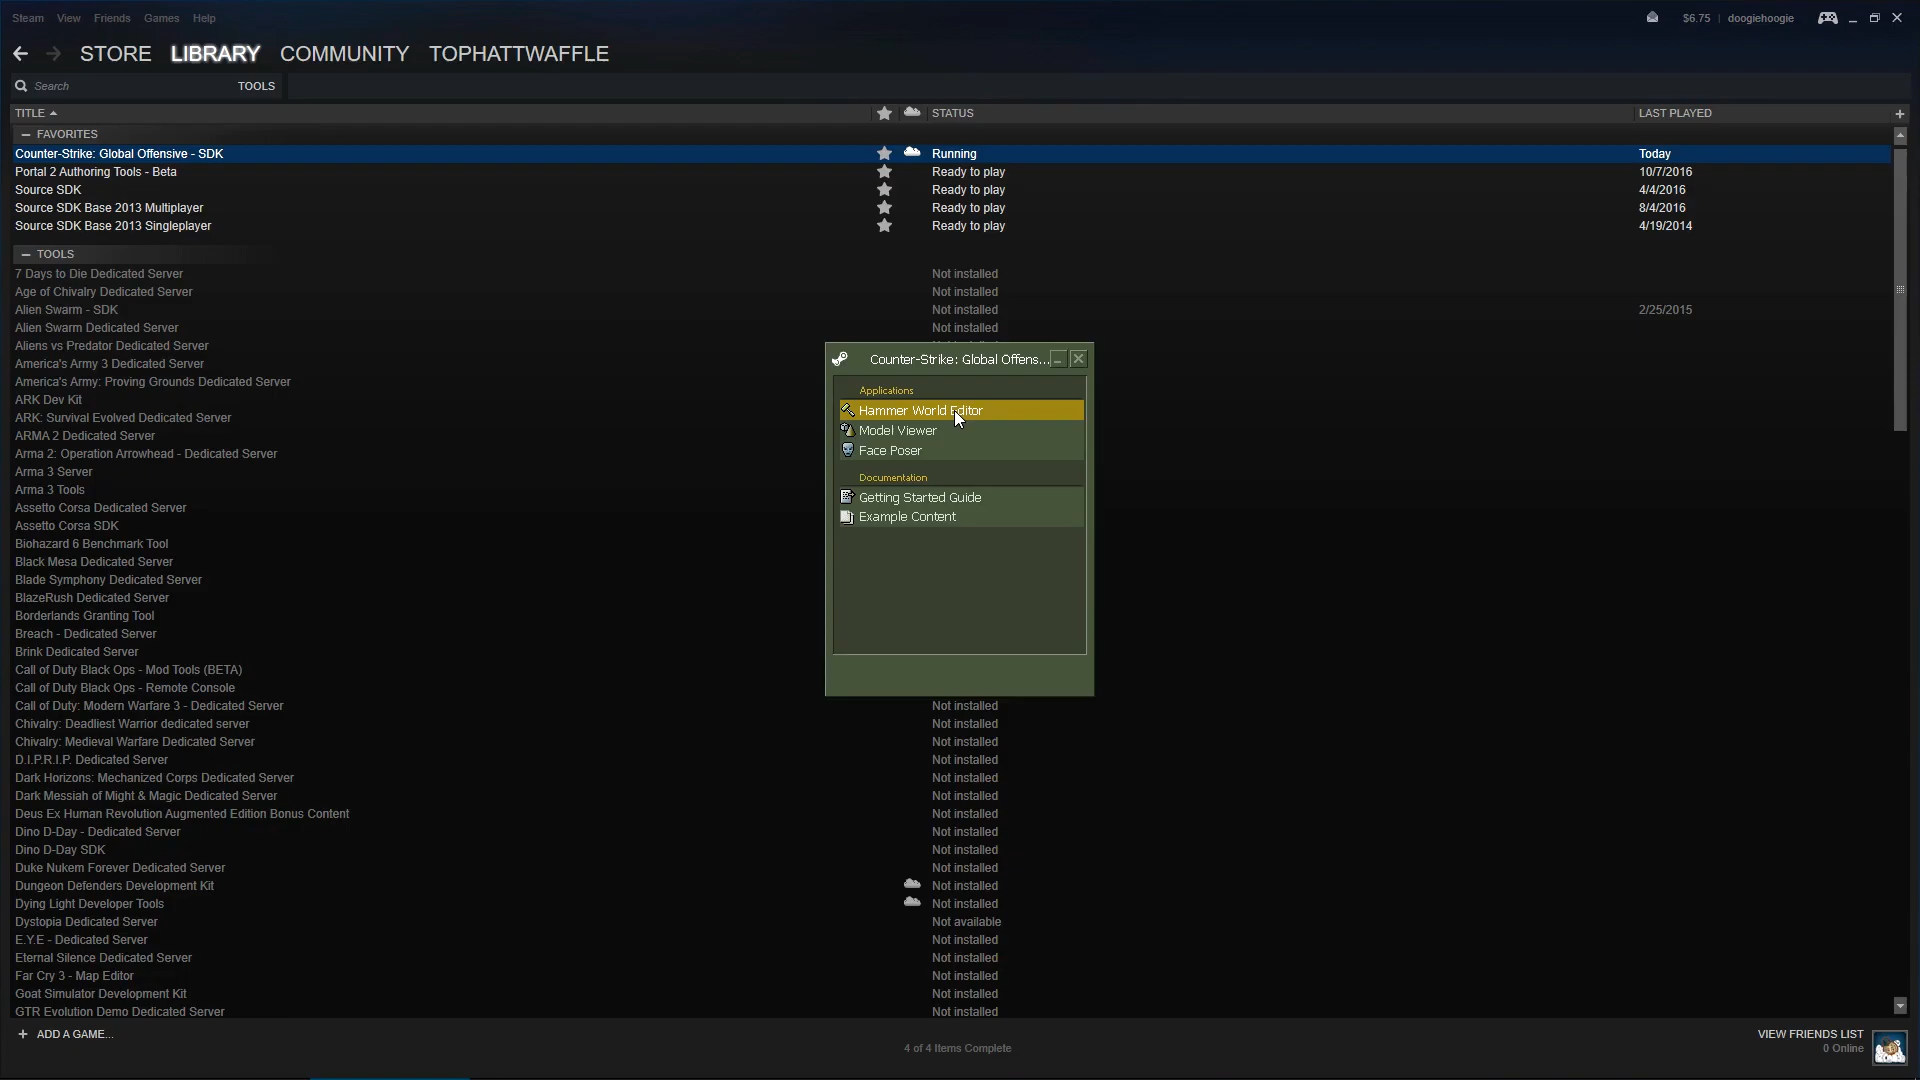 Steam View Friends Games Help
$6.75 | doogiehoogie
STORE LIBRARY COMMUNITY TOPHATTWAFFLE
Search TOOLS
TITLE STATUS LAST PLAYED +
— FAVORITES
Counter-Strike: Global Offensive - SDK Running Today
Portal 2 Authoring Tools - Beta Ready to play 10/7/2016
Source SDK Ready to play 4/4/2016
Source SDK Base 2013 Multiplayer Ready to play 8/4/2016
Source SDK Base 2013 Singleplayer Ready to play 4/19/2014
— TOOLS
7 Days to Die Dedicated Server Not installed
Age of Chivalry Dedicated Server Not installed
Alien Swarm - SDK Not installed 2/25/2015
Alien Swarm Dedicated Server Not installed
Aliens vs Predator Dedicated Server
America's Army 3 Dedicated Server
America's Army: Proving Grounds Dedicated Server
ARK Dev Kit
ARK: Survival Evolved Dedicated Server
ARMA 2 Dedicated Server
Arma 2: Operation Arrowhead - Dedicated Server
Arma 3 Server
Arma 3 Tools
Assetto Corsa Dedicated Server
Assetto Corsa SDK
Biohazard 6 Benchmark Tool
Black Mesa Dedicated Server
Blade Symphony Dedicated Server
BlazeRush Dedicated Server
Borderlands Granting Tool
Breach - Dedicated Server
Brink Dedicated Server
Call of Duty Black Ops - Mod Tools (BETA)
Call of Duty Black Ops - Remote Console
Call of Duty: Modern Warfare 3 - Dedicated Server Not installed
Chivalry: Deadliest Warrior dedicated server Not installed
Chivalry: Medieval Warfare Dedicated Server Not installed
D.I.P.R.I.P. Dedicated Server Not installed
Dark Horizons: Mechanized Corps Dedicated Server Not installed
Dark Messiah of Might & Magic Dedicated Server Not installed
Deus Ex Human Revolution Augmented Edition Bonus Content Not installed
Dino D-Day - Dedicated Server Not installed
Dino D-Day SDK Not installed
Duke Nukem Forever Dedicated Server Not installed
Dungeon Defenders Development Kit Not installed
Dying Light Developer Tools Not installed
Dystopia Dedicated Server Not available
E.Y.E - Dedicated Server Not installed
Eternal Silence Dedicated Server Not installed
Far Cry 3 - Map Editor Not installed
Goat Simulator Development Kit Not installed
GTR Evolution Demo Dedicated Server Not installed
Counter-Strike: Global Offens...
Applications
Hammer World Editor
Model Viewer
Face Poser
Documentation
Getting Started Guide
Example Content
+ ADD A GAME...
4 of 4 Items Complete
VIEW FRIENDS LIST
0 Online